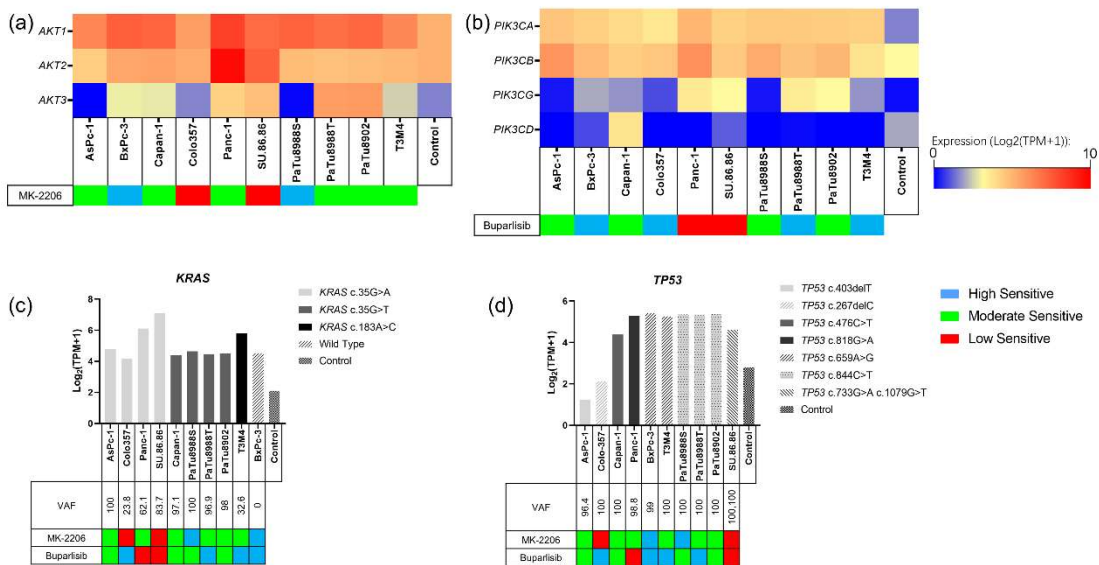 (a)
AKT1
AKT2
AKT3
AsPc-1
BxPc-3
Capan-1
Colo357
Panc-1
SU.86.86
PaTu8988S
PaTu8988T
PaTu8902
T3M4
Control
MK-2206
(b)
PIK3CA
PIK3CB
PIK3CG
PIK3CD
AsPc-1
BxPc-3
Capan-1
Colo357
Panc-1
SU.86.86
PaTu8988S
PaTu8988T
PaTu8902
T3M4
Control
Buparlisib
Expression (Log2(TPM+1)):
0 10
(c)
KRAS
Log2(TPM+1)
8
6
4
2
0
KRAS c.35G>A
KRAS c.35G>T
KRAS c.183A>C
Wild Type
Control
AsPc-1
Colo357
Panc-1
SU.86.86
Capan-1
PaTu8988S
PaTu8988T
PaTu8902
T3M4
BxPc-3
Control
VAF 100 23.8 62.1 83.7 97.1 100 96.9 98 32.6 0
MK-2206
Buparlisib
(d)
TP53
Log2(TPM+1)
6
4
2
0
TP53 c.403delT
TP53 c.267delC
TP53 c.476C>T
TP53 c.818G>A
TP53 c.659A>G
TP53 c.844C>T
TP53 c.733G>A c.1079G>T
Control
AsPc-1
Colo-357
Capan-1
Panc-1
BxPc-3
T3M4
PaTu8988S
PaTu8988T
PaTu8902
SU.86.86
Control
VAF 96.4 100 100 98.8 99 100 100 100 100 100,100
MK-2206
Buparlisib
High Sensitive
Moderate Sensitive
Low Sensitive